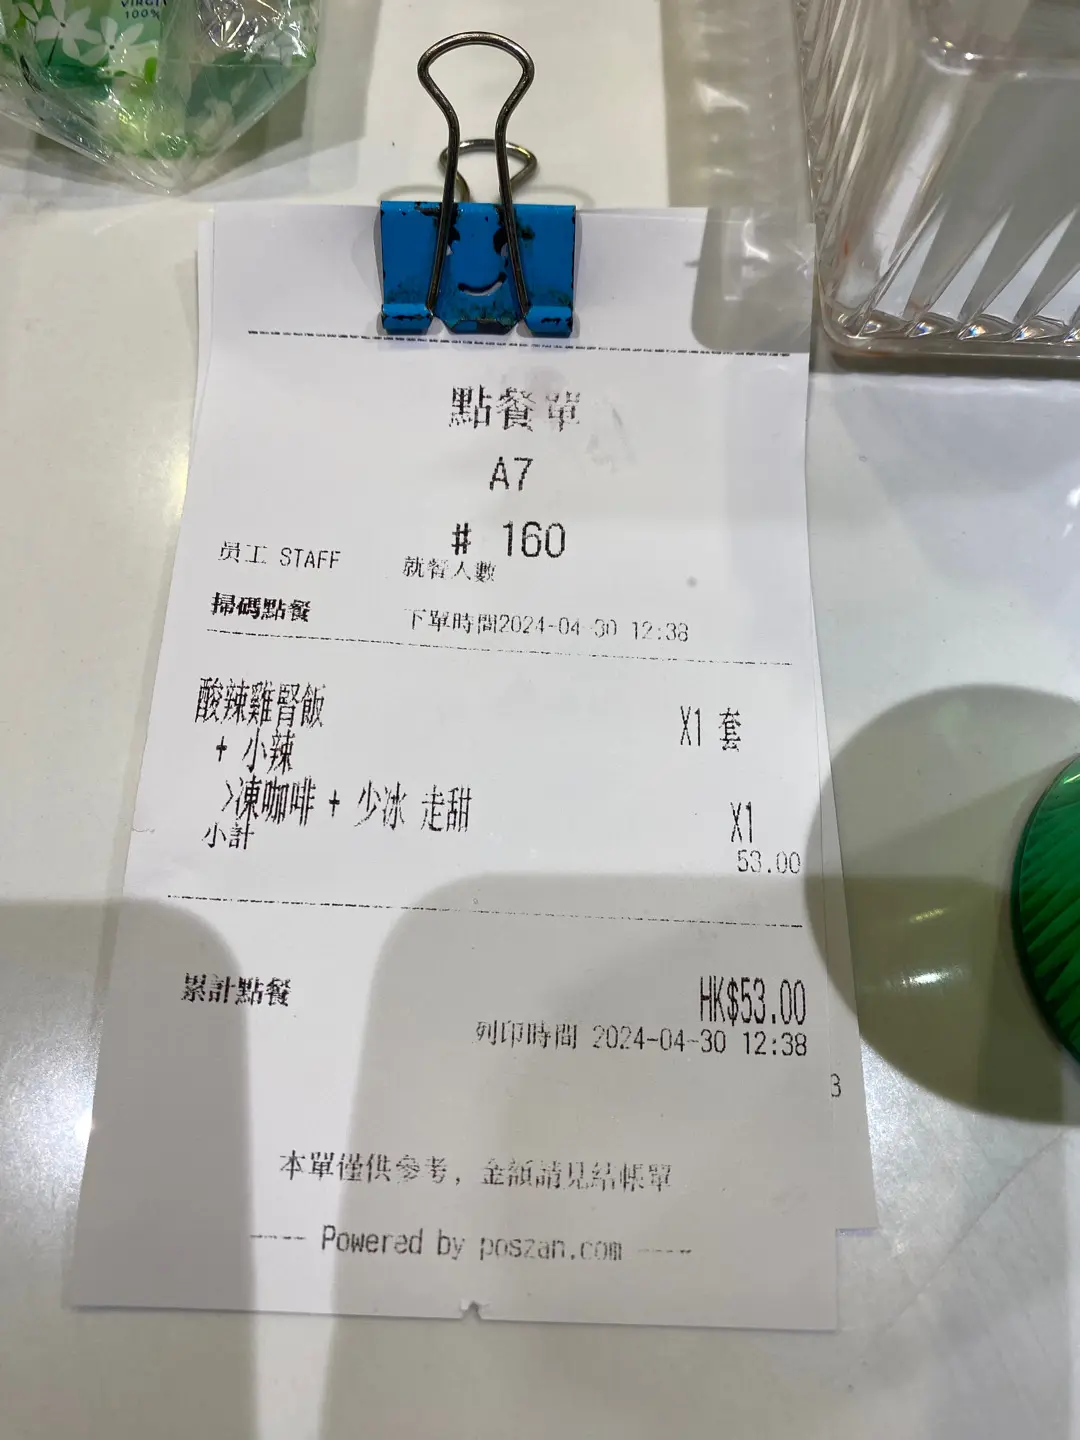 VIRGIN
100%
點餐單
A7
# 160
員工 STAFF
就餐人數
掃碼點餐 下單時間2024-04-30 12:38
酸辣雞腎飯 X1 套
+ 小辣
>凍咖啡 + 少冰 走甜 X1
小計 53.00
累計點餐 HK$53.00
列印時間 2024-04-30 12:38
3
本單僅供參考，金額請見結帳單
---- Powered by poszan.com ----